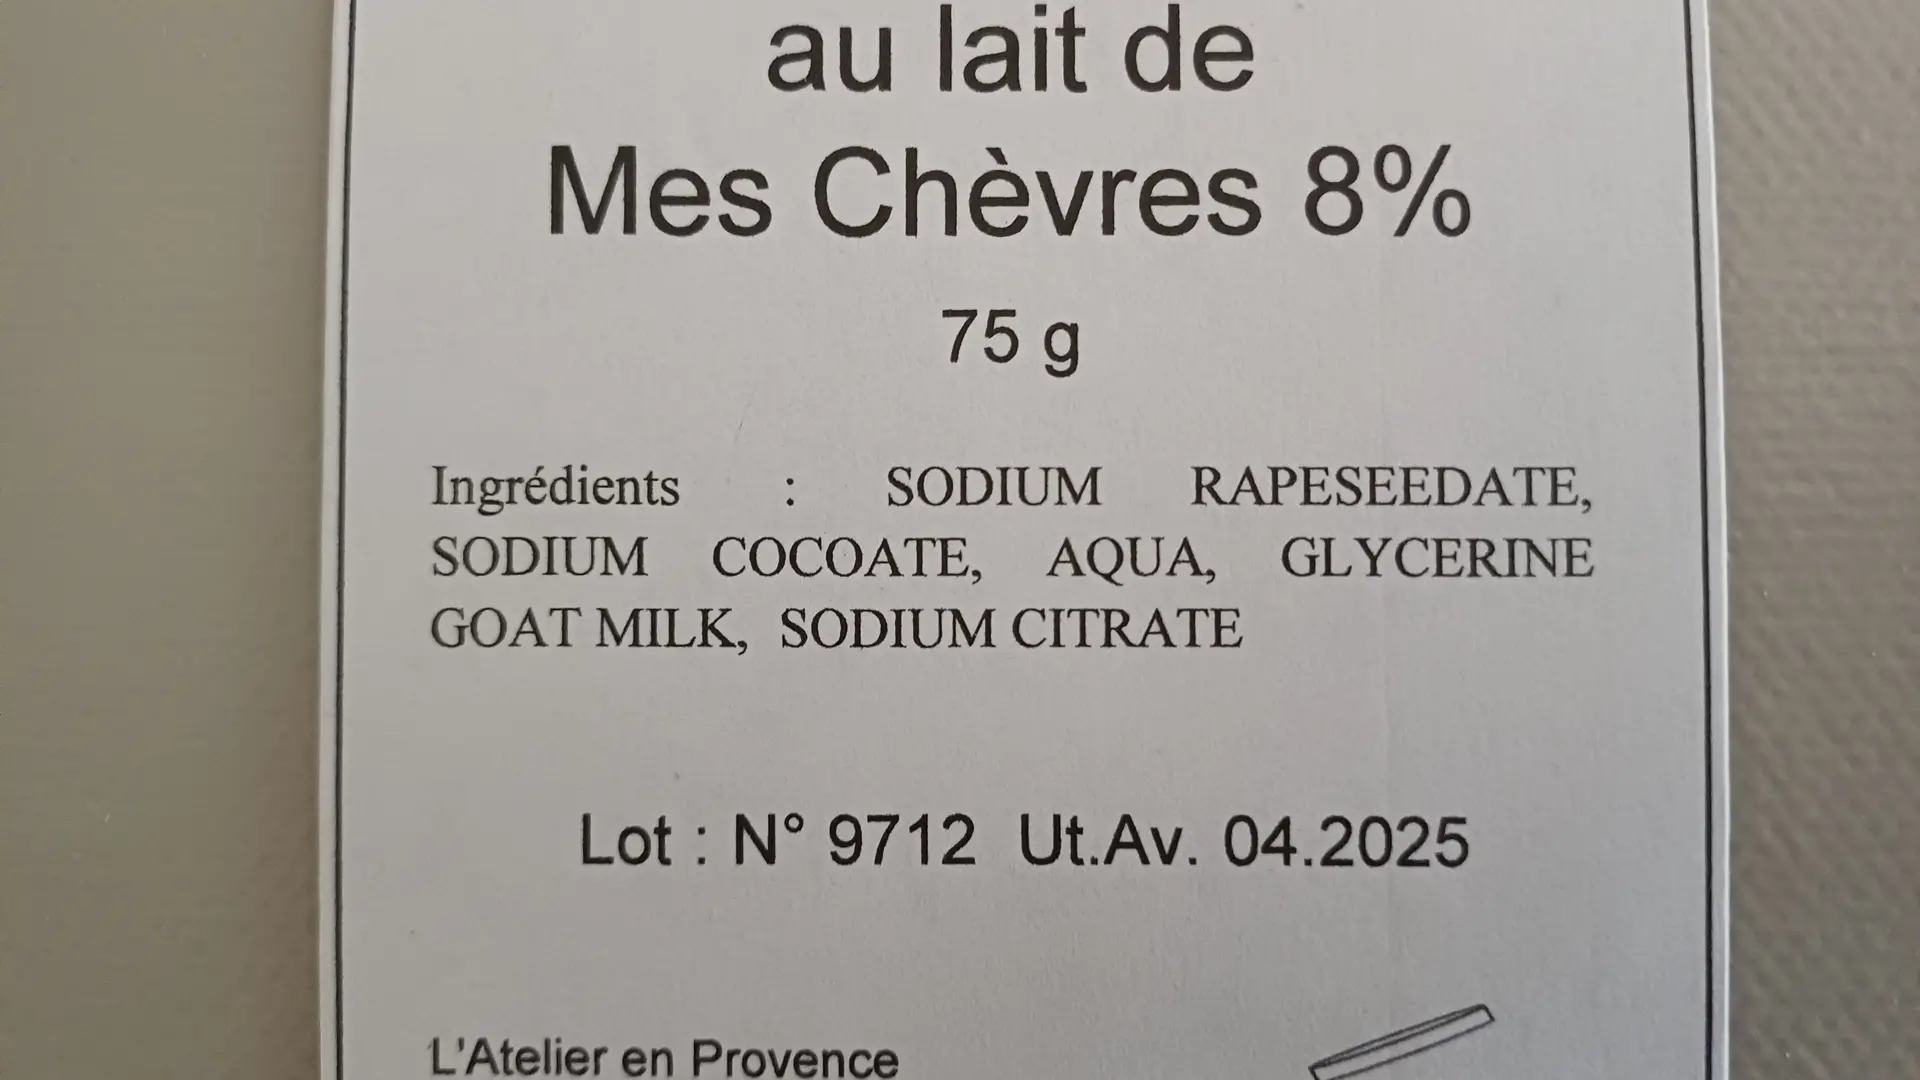 au lait de
Mes Chèvres 8%
75 g
Ingrédients : SODIUM RAPESEEDATE,
SODIUM COCOATE, AQUA, GLYCERINE
GOAT MILK, SODIUM CITRATE
Lot : N° 9712 Ut.Av. 04.2025
L'Atelier en Provence